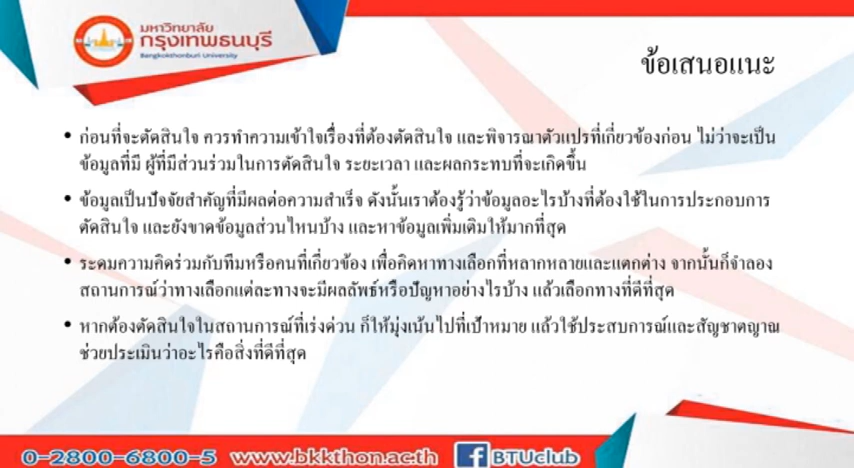 มหาวิทยาลัย
กรุงเทพธนบุรี
Bangkokthonburi University
ข้อเสนอแนะ
• ก่อนที่จะตัดสินใจ ควรทำความเข้าใจเรื่องที่ต้องตัดสินใจ และพิจารณาตัวแปรที่เกี่ยวข้องก่อน ไม่ว่าจะเป็น
ข้อมูลที่มี ผู้ที่มีส่วนร่วมในการตัดสินใจ ระยะเวลา และผลกระทบที่จะเกิดขึ้น
• ข้อมูลเป็นปัจจัยสำคัญที่มีผลต่อความสำเร็จ ดังนั้นเราต้องรู้ว่าข้อมูลอะไรบ้างที่ต้องใช้ในการประกอบการ
ตัดสินใจ และยังขาดข้อมูลส่วนไหนบ้าง และหาข้อมูลเพิ่มเติมให้มากที่สุด
• ระดมความคิดร่วมกับทีมหรือคนที่เกี่ยวข้อง เพื่อคิดหาทางเลือกที่หลากหลายและแตกต่าง จากนั้นก็จำลอง
สถานการณ์ว่าทางเลือกแต่ละทางจะมีผลลัพธ์หรือปัญหาอย่างไรบ้าง แล้วเลือกทางที่ดีที่สุด
• หากต้องตัดสินใจในสถานการณ์ที่เร่งด่วน ก็ให้มุ่งเน้นไปที่เป้าหมาย แล้วใช้ประสบการณ์และสัญชาตญาณ
ช่วยประเมินว่าอะไรคือสิ่งที่ดีที่สุด
0-2800-6800-5 www.bkkthon.ac.th f BTUclub